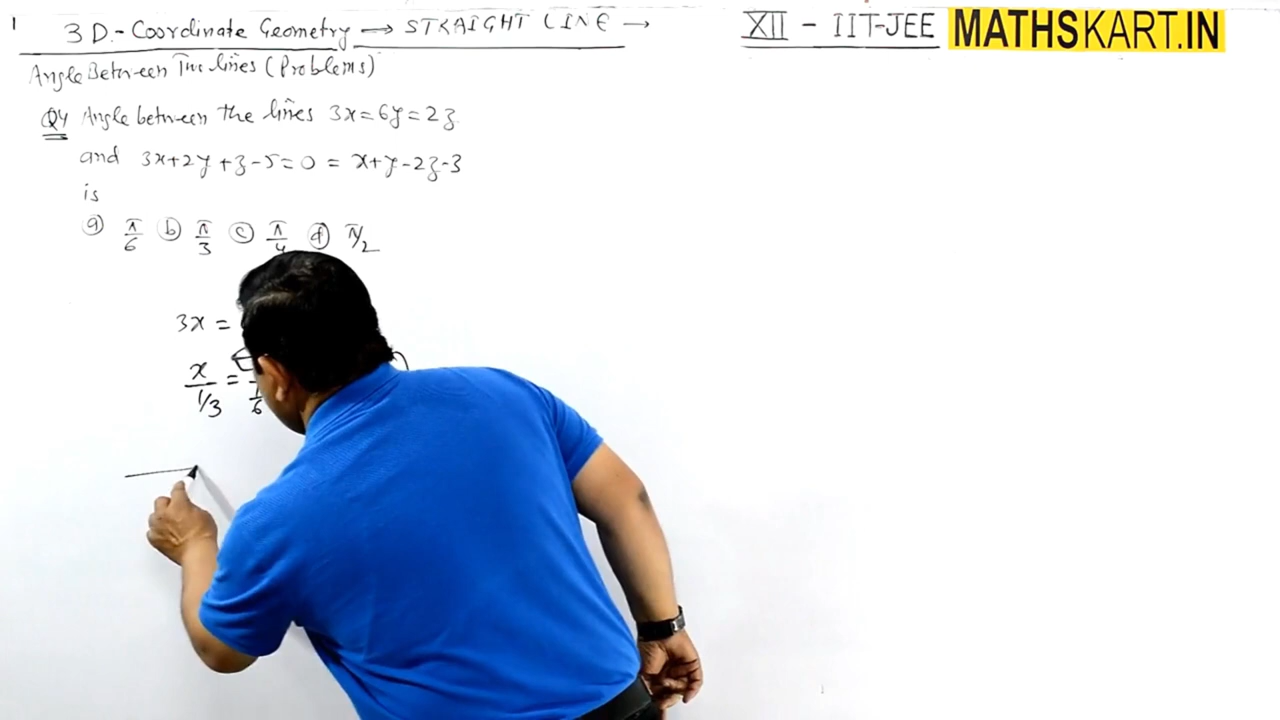 1 3D.- Coordinate Geometry → STRAIGHT LINE →
XII - IIT-JEE MATHSKART.IN
Angle Between Two lines (Problems)
Q4 Angle between the lines 3x=6y=2z
and 3x+2y+z-5=0 = x+y-2z-3
is
a) π/6 b) π/3 c) π/4 d) π/2
3x =
x/1/3 =